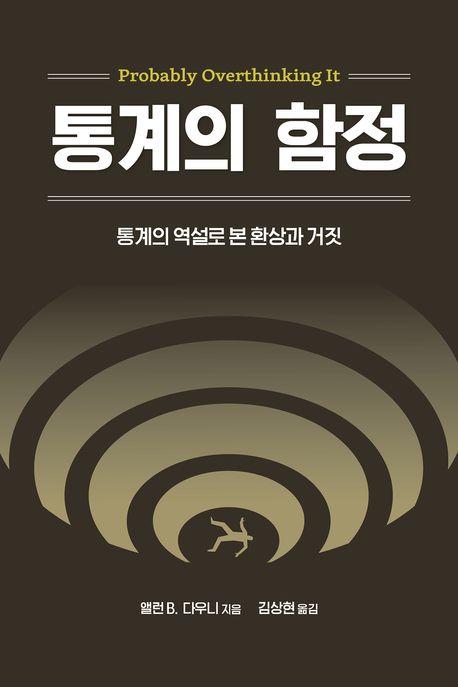 Probably Overthinking It
통계의 함정
통계의 역설로 본 환상과 거짓
앨런 B. 다우니 지음 김상현 옮김